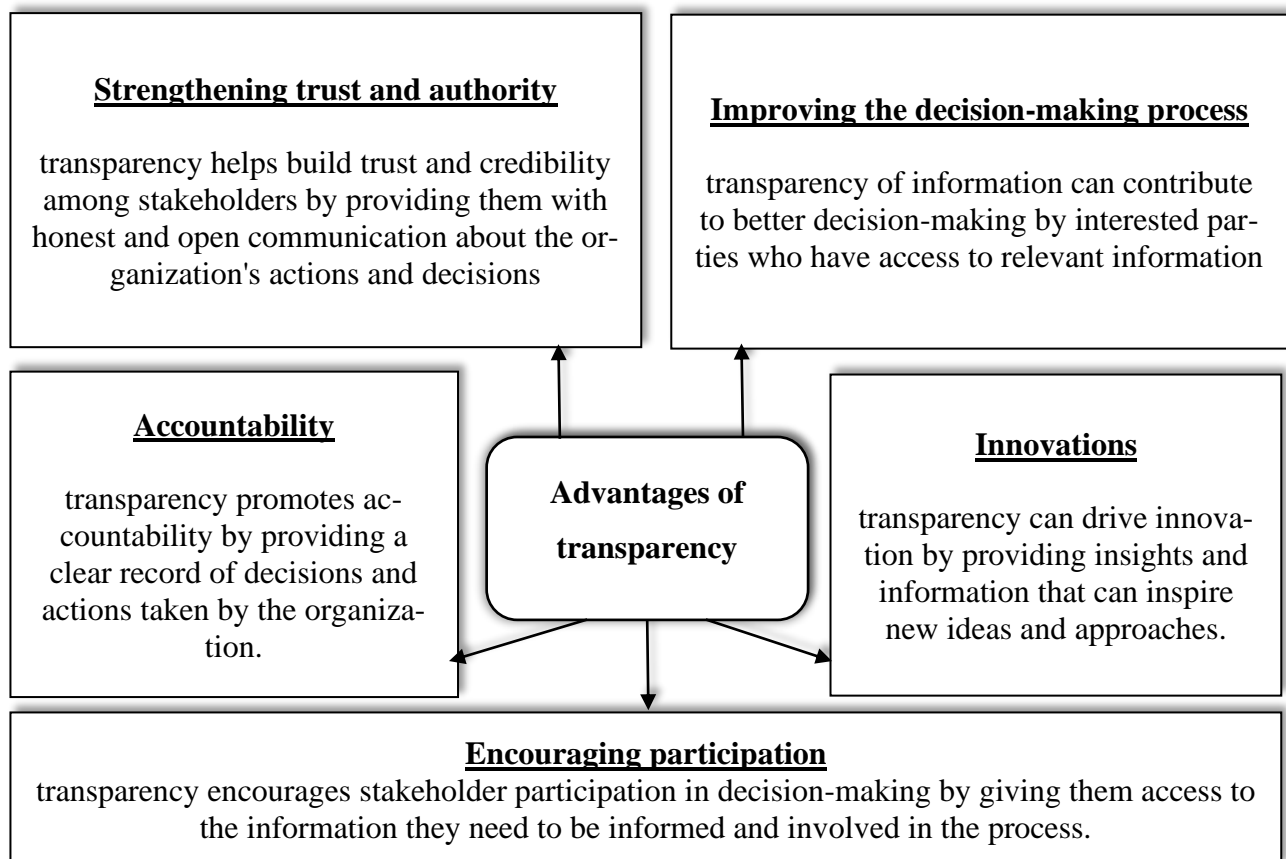 Strengthening trust and authority
transparency helps build trust and credibility
among stakeholders by providing them with
honest and open communication about the or-
ganization's actions and decisions
Improving the decision-making process
transparency of information can contribute
to better decision-making by interested par-
ties who have access to relevant information
Accountability
transparency promotes ac-
countability by providing a
clear record of decisions and
actions taken by the organiza-
tion.
Advantages of
transparency
Innovations
transparency can drive innova-
tion by providing insights and
information that can inspire
new ideas and approaches.
Encouraging participation
transparency encourages stakeholder participation in decision-making by giving them access to
the information they need to be informed and involved in the process.